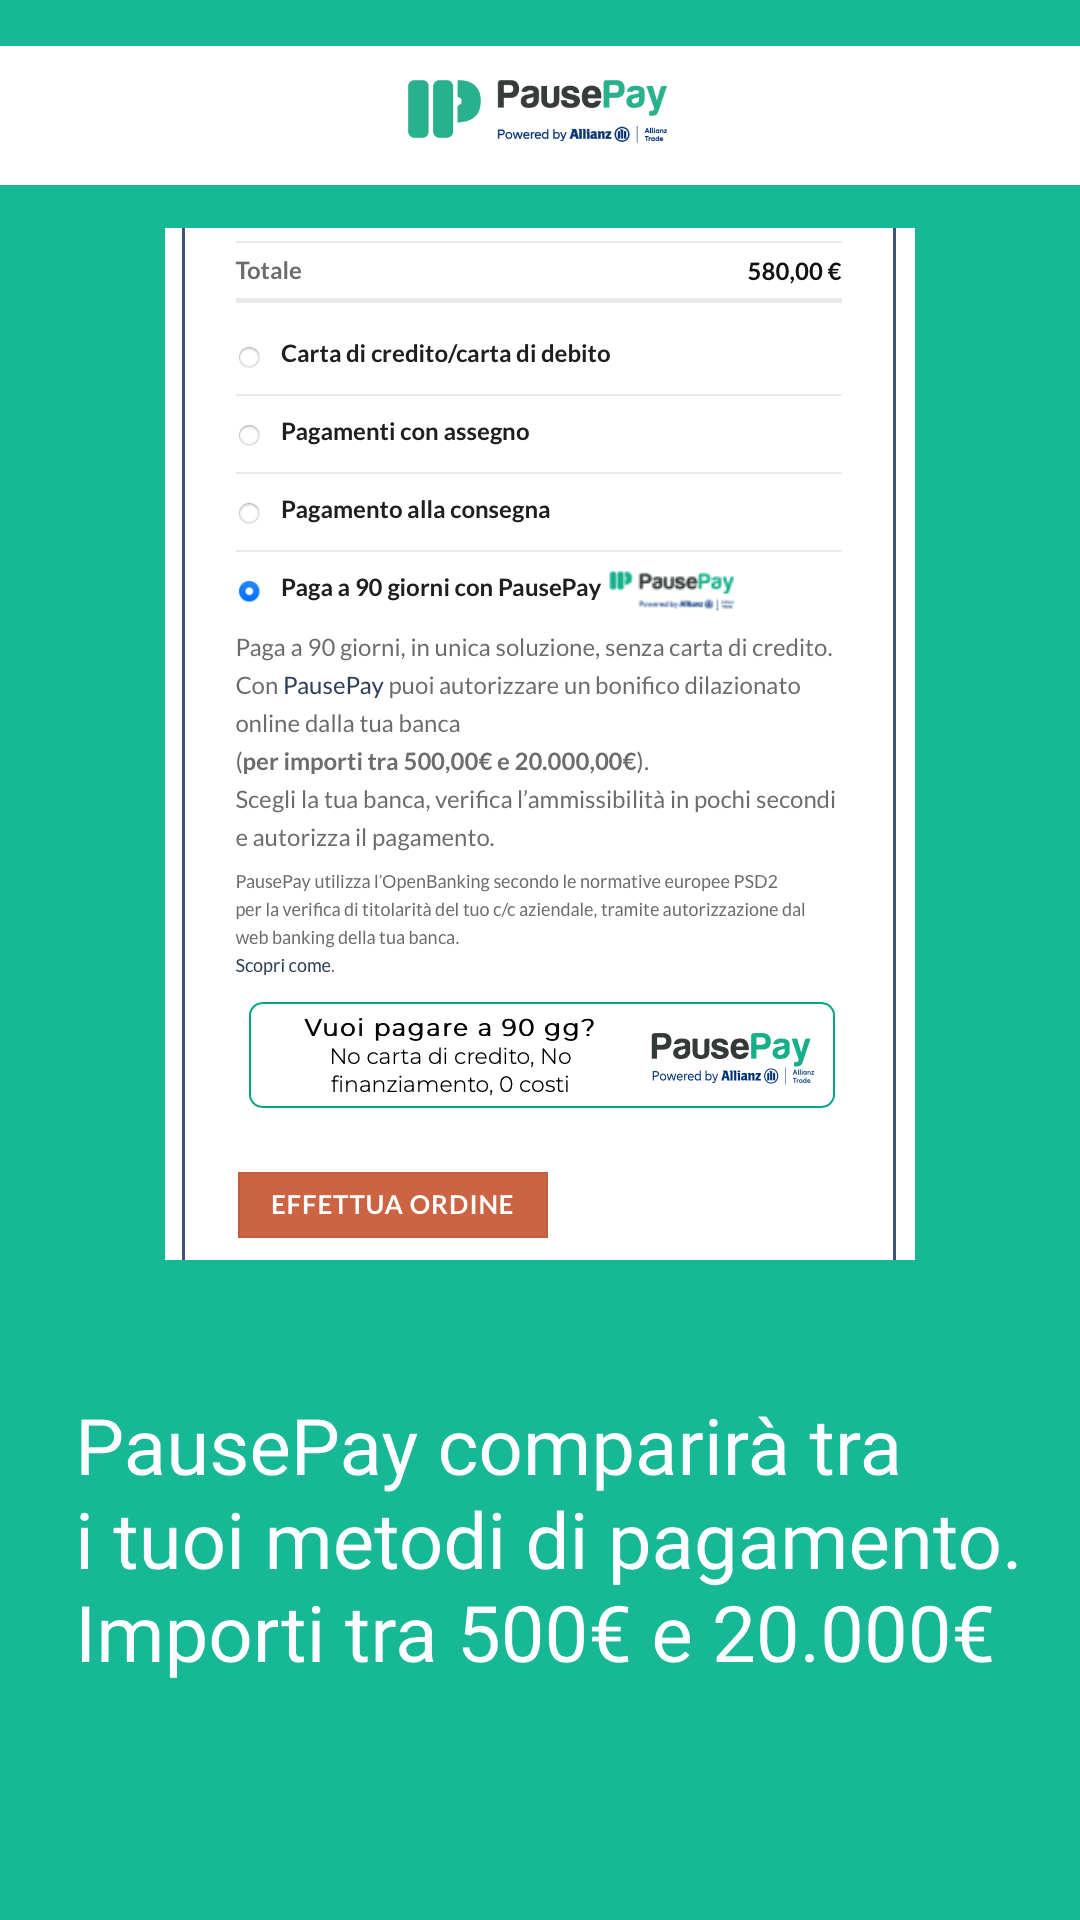 PausePay
Powered by Allianz | Allianz Trade
Totale 580,00 €
Carta di credito/carta di debito
Pagamenti con assegno
Pagamento alla consegna
Paga a 90 giorni con PausePay PausePay
Powered by Allianz
Paga a 90 giorni, in unica soluzione, senza carta di credito.
Con PausePay puoi autorizzare un bonifico dilazionato
online dalla tua banca
(per importi tra 500,00€ e 20.000,00€).
Scegli la tua banca, verifica l’ammissibilità in pochi secondi
e autorizza il pagamento.
PausePay utilizza l’OpenBanking secondo le normative europee PSD2
per la verifica di titolarità del tuo c/c aziendale, tramite autorizzazione dal
web banking della tua banca.
Scopri come.
Vuoi pagare a 90 gg?
No carta di credito, No
finanziamento, 0 costi
PausePay
Powered by Allianz | Allianz Trade
EFFETTUA ORDINE
PausePay comparirà tra
i tuoi metodi di pagamento.
Importi tra 500€ e 20.000€